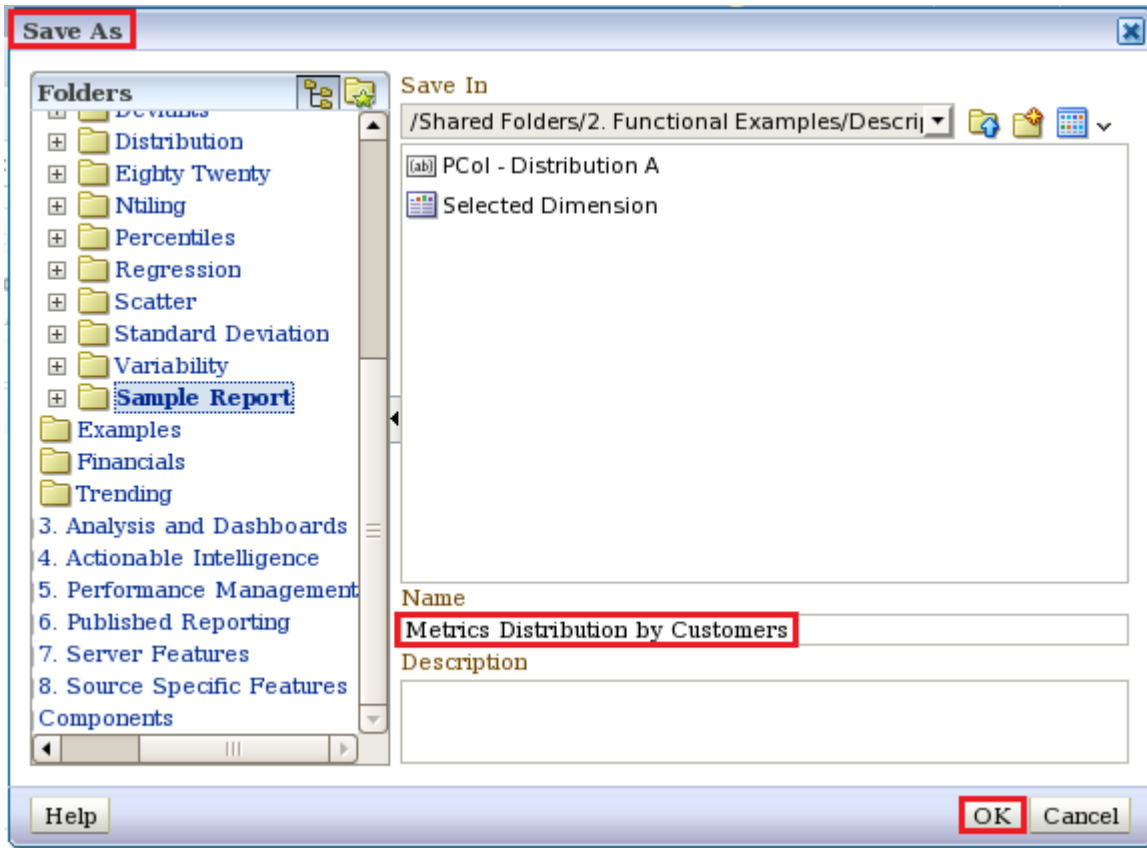 Save As
Folders
Deviants
Distribution
Eighty Twenty
Ntiling
Percentiles
Regression
Scatter
Standard Deviation
Variability
Sample Report
Examples
Financials
Trending
3. Analysis and Dashboards
4. Actionable Intelligence
5. Performance Management
6. Published Reporting
7. Server Features
8. Source Specific Features
Components
Save In
/Shared Folders/2. Functional Examples/Descrip
PCol - Distribution A
Selected Dimension
Name
Metrics Distribution by Customers
Description
Help
OK
Cancel